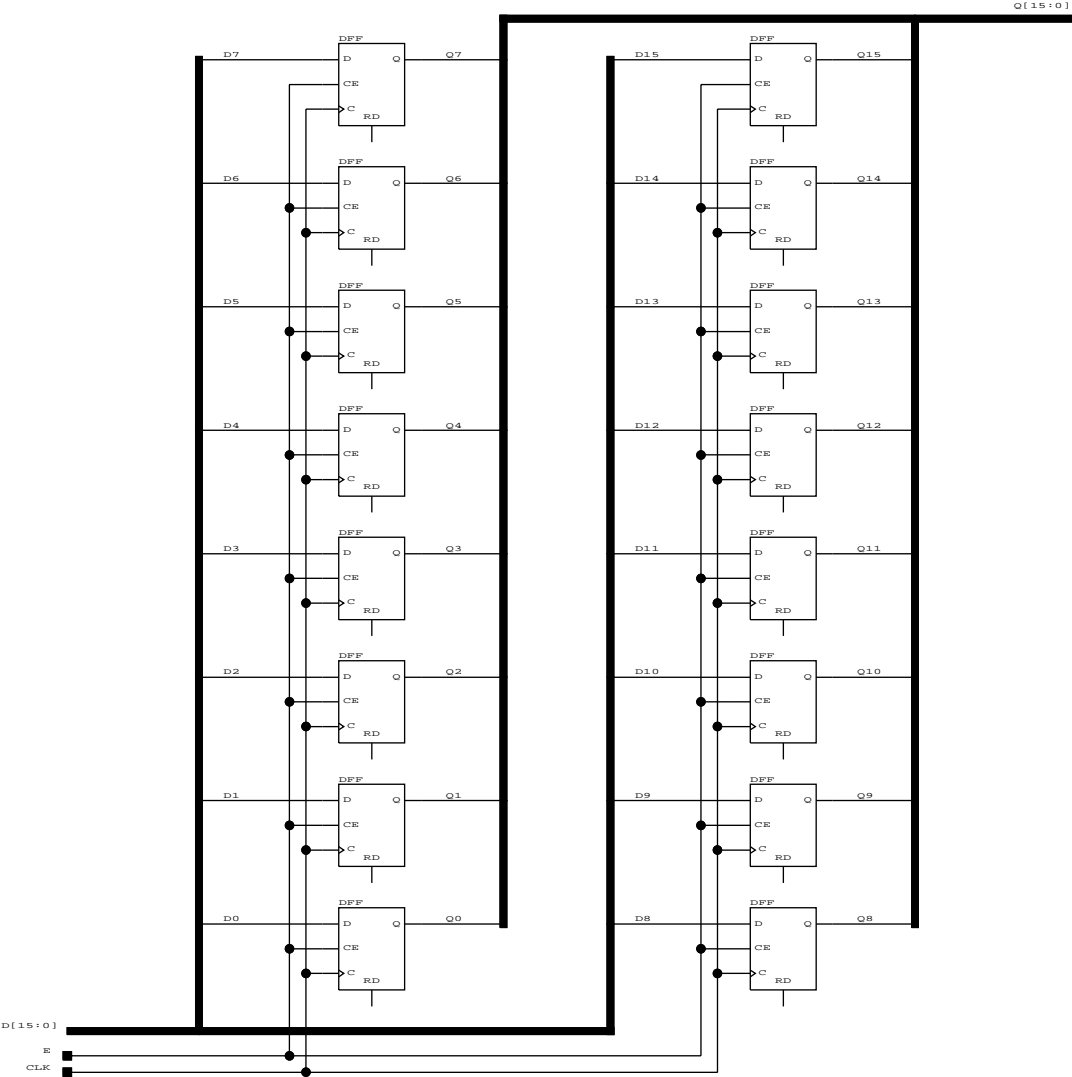 Q[15:0]
DFF DFF
D7 D Q Q7 D15 D Q Q15
CE CE
C C
RD RD
DFF DFF
D6 D Q Q6 D14 D Q Q14
CE CE
C C
RD RD
DFF DFF
D5 D Q Q5 D13 D Q Q13
CE CE
C C
RD RD
DFF DFF
D4 D Q Q4 D12 D Q Q12
CE CE
C C
RD RD
DFF DFF
D3 D Q Q3 D11 D Q Q11
CE CE
C C
RD RD
DFF DFF
D2 D Q Q2 D10 D Q Q10
CE CE
C C
RD RD
DFF DFF
D1 D Q Q1 D9 D Q Q9
CE CE
C C
RD RD
DFF DFF
D0 D Q Q0 D8 D Q Q8
CE CE
C C
RD RD
D[15:0]
E
CLK